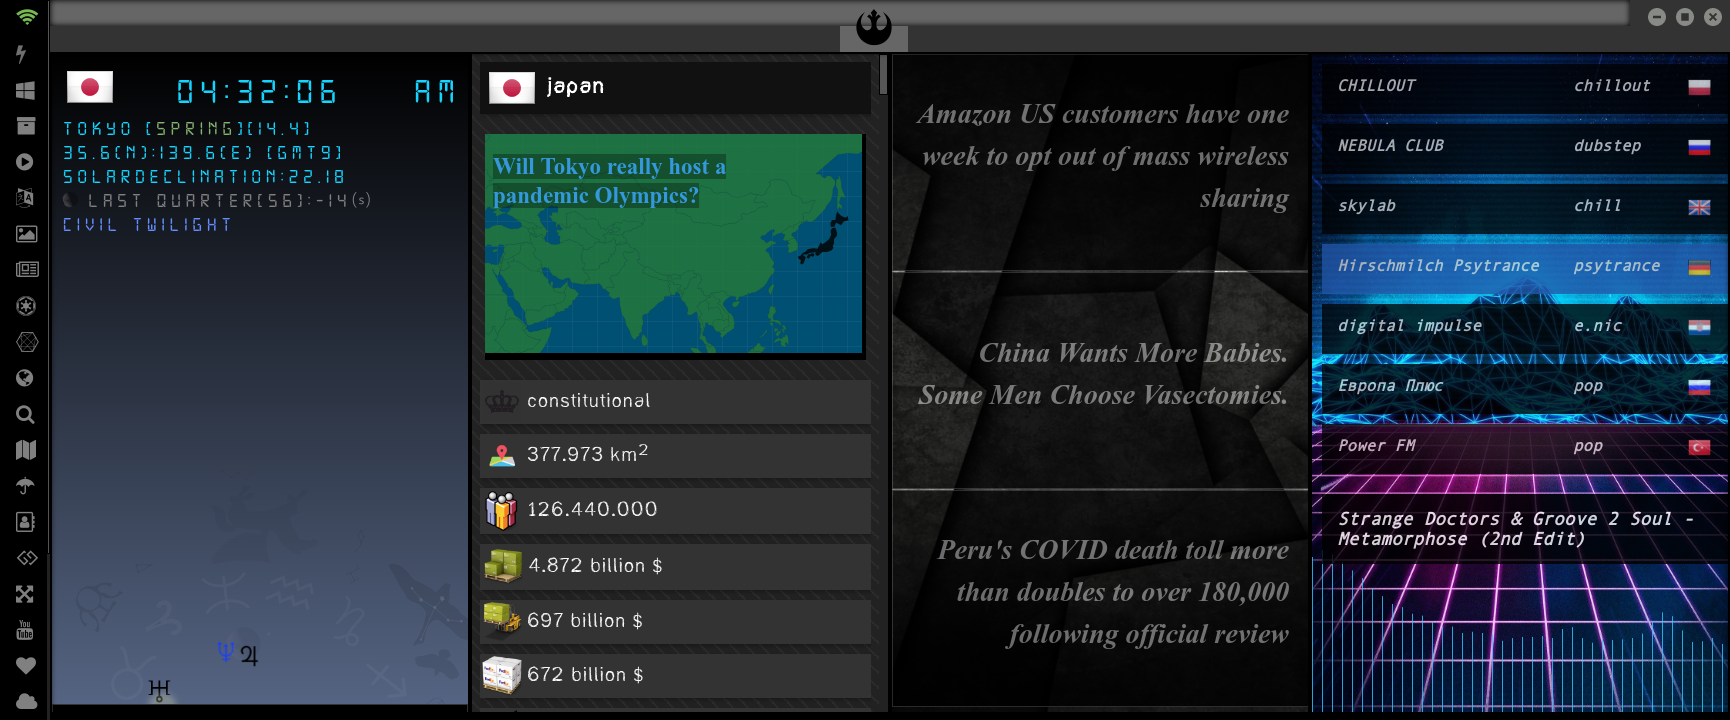 04:32:06 AM
TOKYO [SPRING][14.4]
35.6(N):139.6(E) [GMT9]
SOLARDECLINATION:22.18
LAST QUARTER[56]:-14(s)
CIVIL TWILIGHT
japan
Will Tokyo really host a
pandemic Olympics?
constitutional
377.973 km²
126.440.000
4.872 billion $
697 billion $
672 billion $
Amazon US customers have one
week to opt out of mass wireless
sharing
China Wants More Babies.
Some Men Choose Vasectomies.
Peru's COVID death toll more
than doubles to over 180,000
following official review
CHILLOUT chillout
NEBULA CLUB dubstep
skylab chill
Hirschmilch Psytrance psytrance
digital impulse e.nic
Европа Плюс pop
Power FM pop
Strange Doctors & Groove 2 Soul -
Metamorphose (2nd Edit)
You
Tube
FedEx